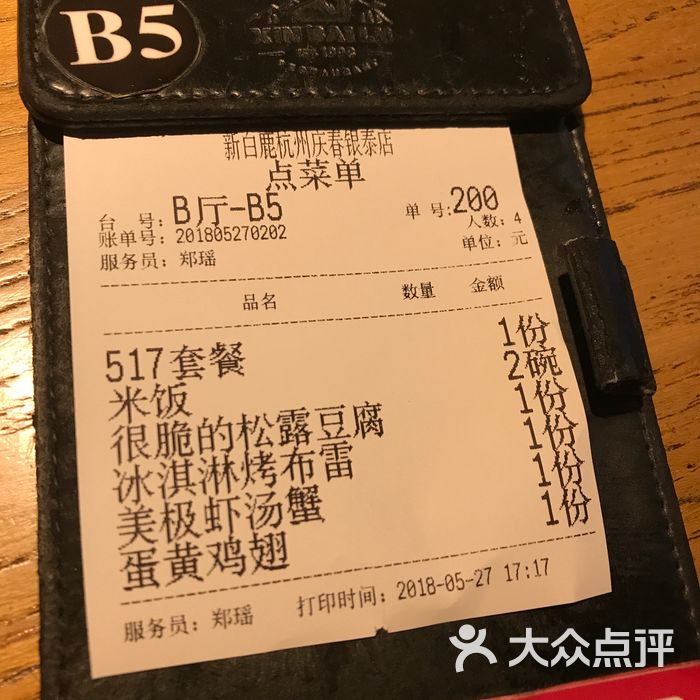 B5
XIN BAI LU
新白鹿杭州庆春银泰店
点菜单
台 号: B厅-B5 单 号: 200
账单号: 201805270202 人数: 4
服务员: 郑瑶 单位: 元
品名 数量 金额
517套餐 1份
米饭 2碗
很脆的松露豆腐 1份
冰淇淋烤布雷 1份
美极虾汤蟹 1份
蛋黄鸡翅 1份
服务员: 郑瑶 打印时间: 2018-05-27 17:17
大众点评